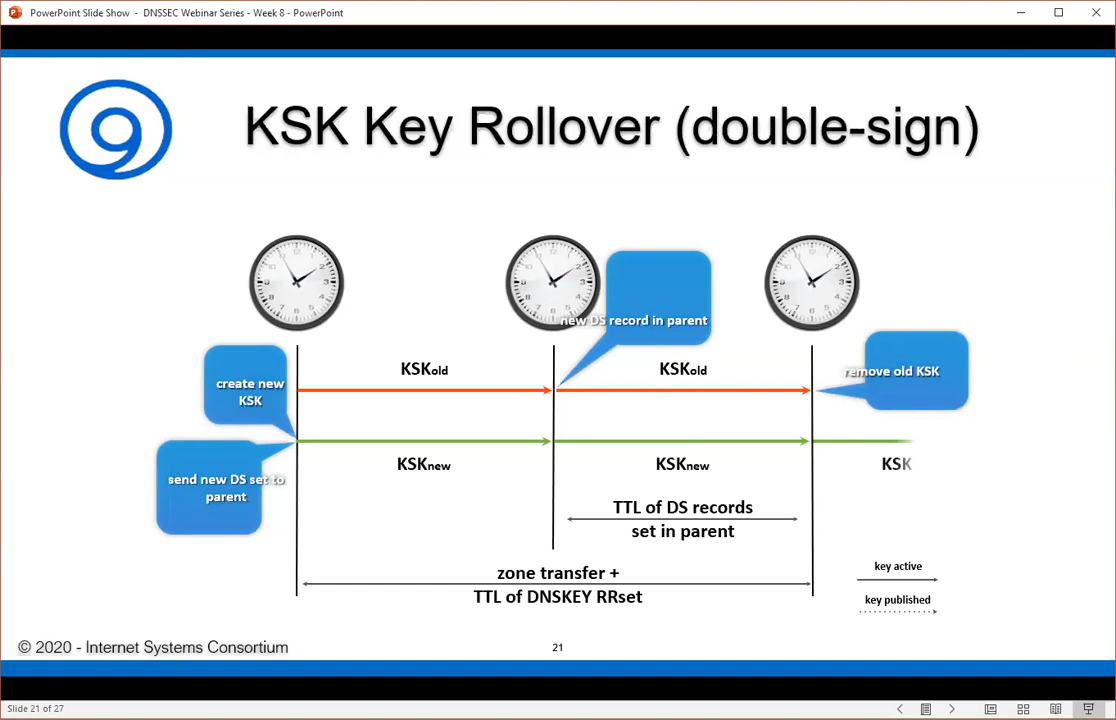 PowerPoint Slide Show - DNSSEC Webinar Series - Week 8 - PowerPoint
KSK Key Rollover (double-sign)
new DS record in parent
KSKold
KSKold
create new
KSK
remove old KSK
KSKnew
KSKnew
KSK
send new DS set to
parent
TTL of DS records
set in parent
zone transfer +
TTL of DNSKEY RRset
key active
key published
© 2020 - Internet Systems Consortium
21
Slide 21 of 27